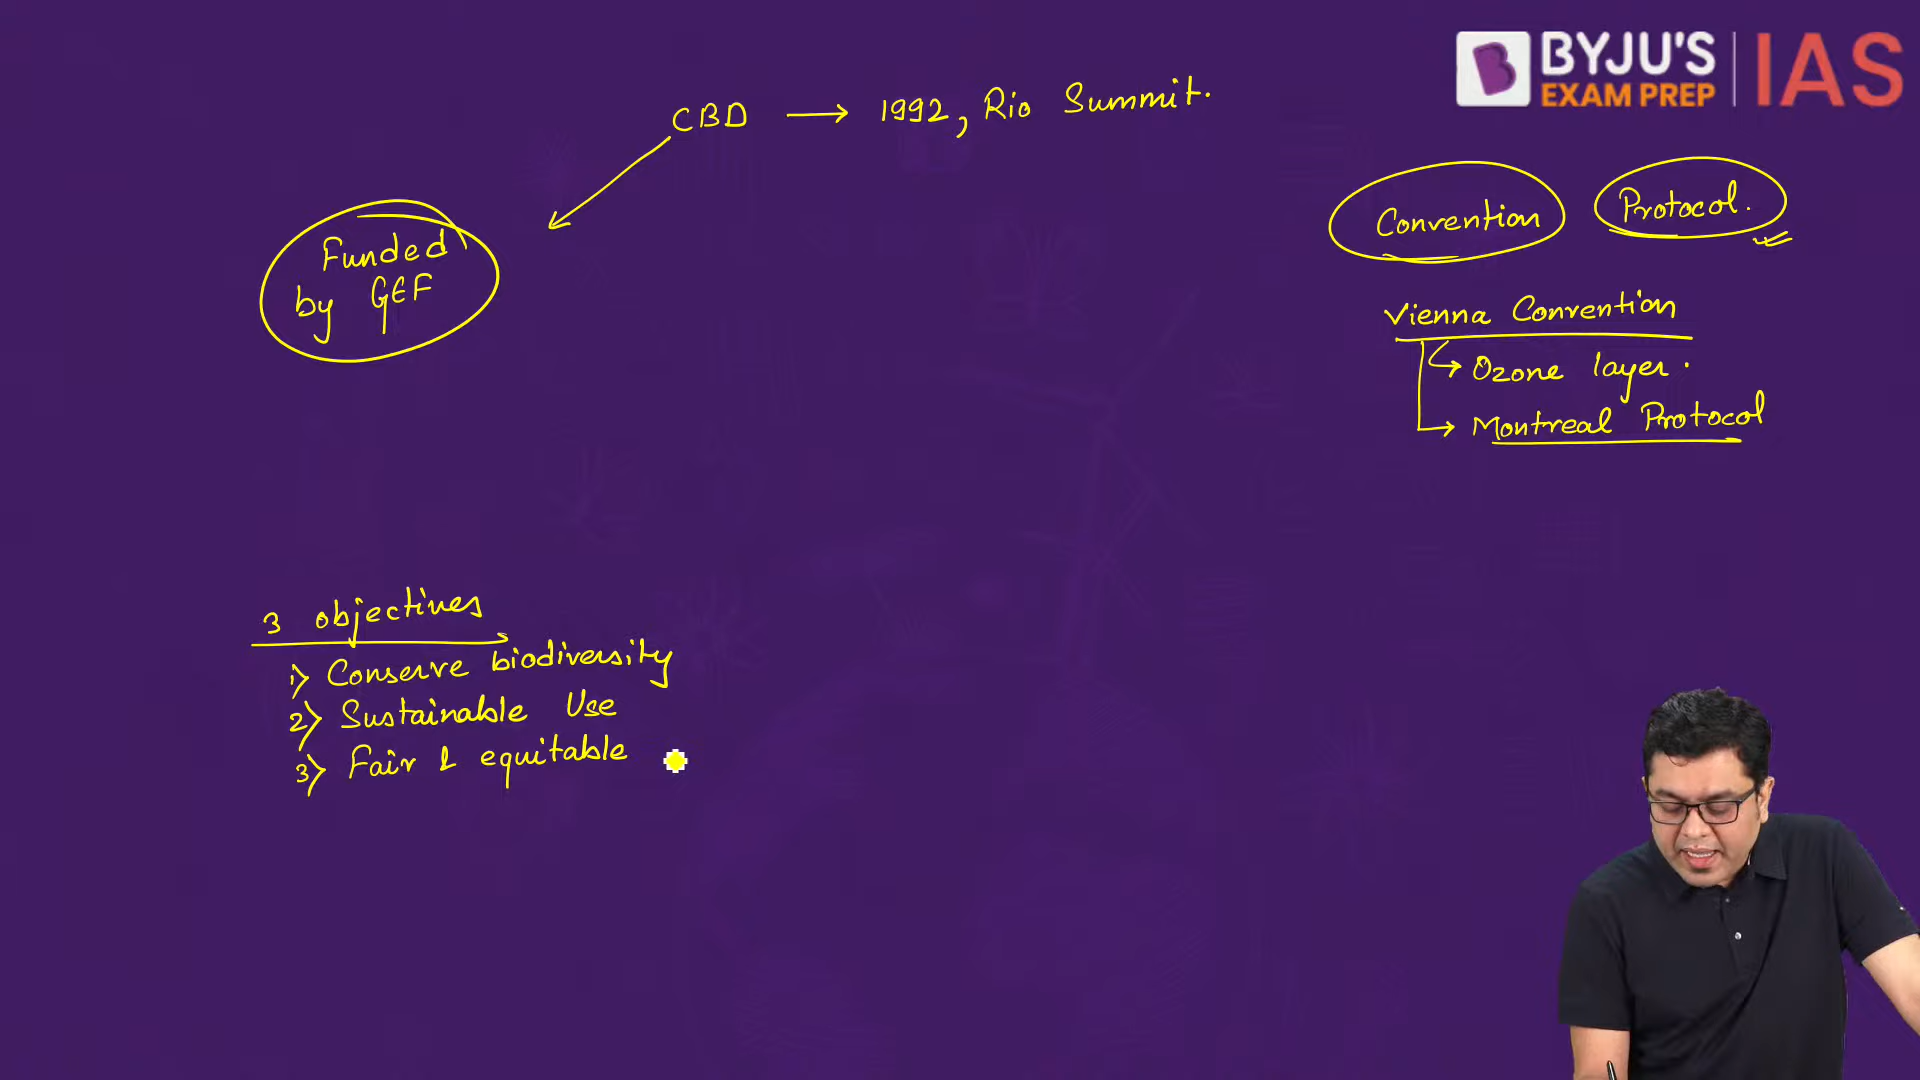 BYJU'S
EXAM PREP
IAS
CBD → 1992, Rio Summit.
Convention Protocol.
Funded
by GEF
Vienna Convention
→ Ozone layer.
→ Montreal Protocol
3 objectives
1) Conserve biodiversity
2) Sustainable Use
3) Fair & equitable